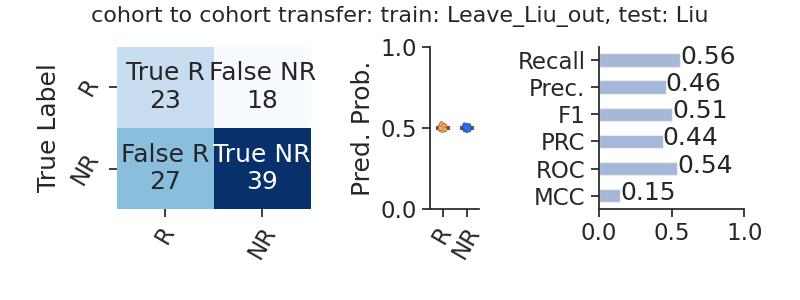 cohort to cohort transfer: train: Leave_Liu_out, test: Liu
True Label
R
NR
True R
23
False NR
18
False R
27
True NR
39
R
NR
Pred. Prob.
1.0
0.5
0.0
R
NR
Recall
0.56
Prec.
0.46
F1
0.51
PRC
0.44
ROC
0.54
MCC
0.15
0.0
0.5
1.0